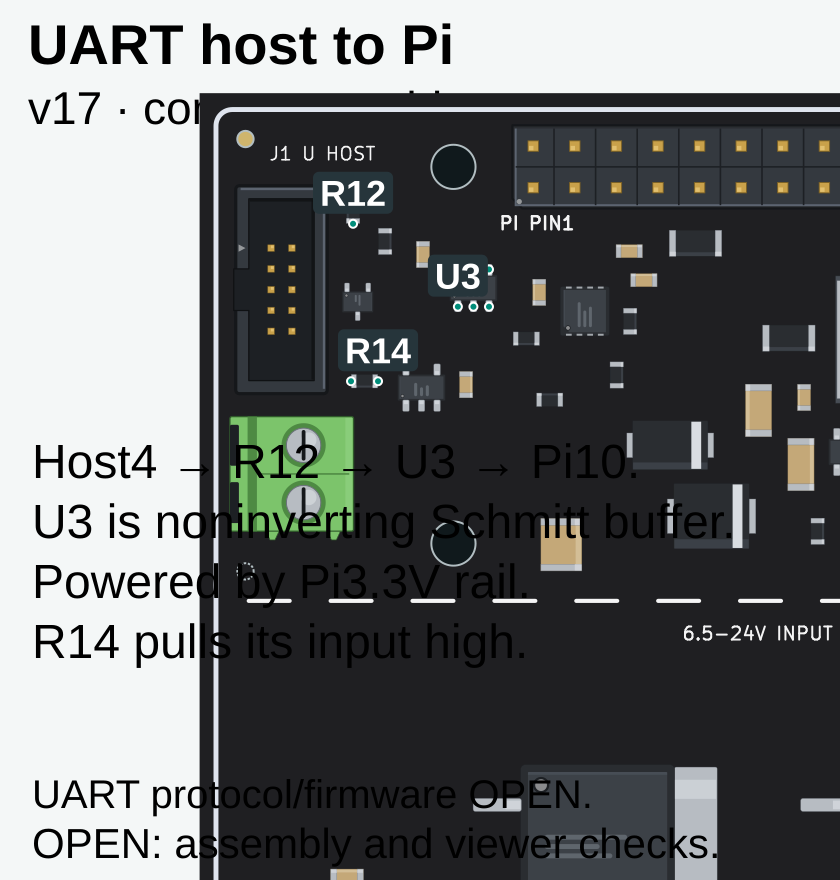 UART host to Pi
v17 · 
J1 U HOST
R12
PI PIN1
U3
R14
Host4 → R12 → U3 → Pi10.
U3 is noninverting Schmitt buffer.
Powered by Pi3.3V rail.
R14 pulls its input high.
6.5–24V INPUT
UART protocol/firmware OPEN.
OPEN: assembly and viewer checks.